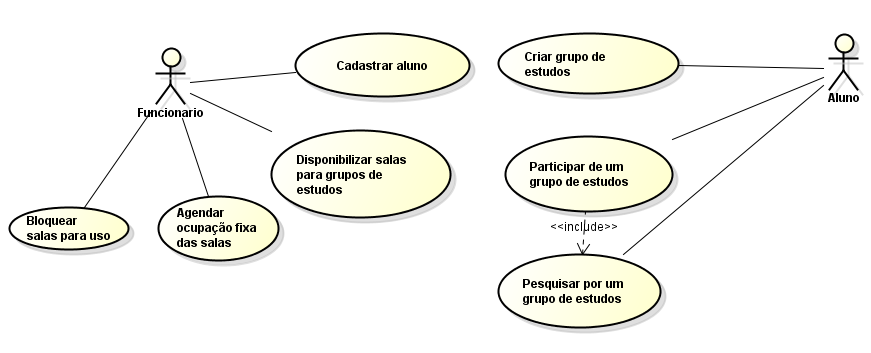 Cadastrar aluno
Criar grupo de
estudos
Funcionario
Aluno
Disponibilizar salas
para grupos de
estudos
Participar de um
grupo de estudos
Bloquear
salas para uso
Agendar
ocupação fixa
das salas
<<include>>
Pesquisar por um
grupo de estudos